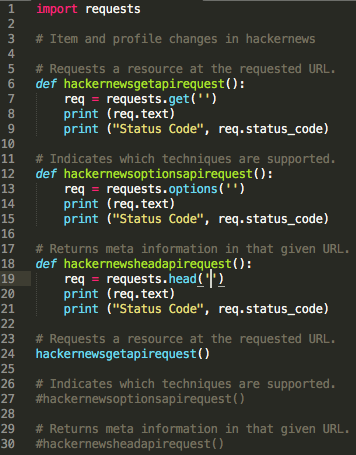 1 import requests
2
3 # Item and profile changes in hackernews
4
5 # Requests a resource at the requested URL.
6 def hackernewsgetapirequest():
7     req = requests.get('')
8     print (req.text)
9     print ("Status Code", req.status_code)
10
11 # Indicates which techniques are supported.
12 def hackernewsoptionsapirequest():
13     req = requests.options('')
14     print (req.text)
15     print ("Status Code", req.status_code)
16
17 # Returns meta information in that given URL.
18 def hackernewsheadapirequest():
19     req = requests.head('')
20     print (req.text)
21     print ("Status Code", req.status_code)
22
23 # Requests a resource at the requested URL.
24 hackernewsgetapirequest()
25
26 # Indicates which techniques are supported.
27 #hackernewsoptionsapirequest()
28
29 # Returns meta information in that given URL.
30 #hackernewsheadapirequest()